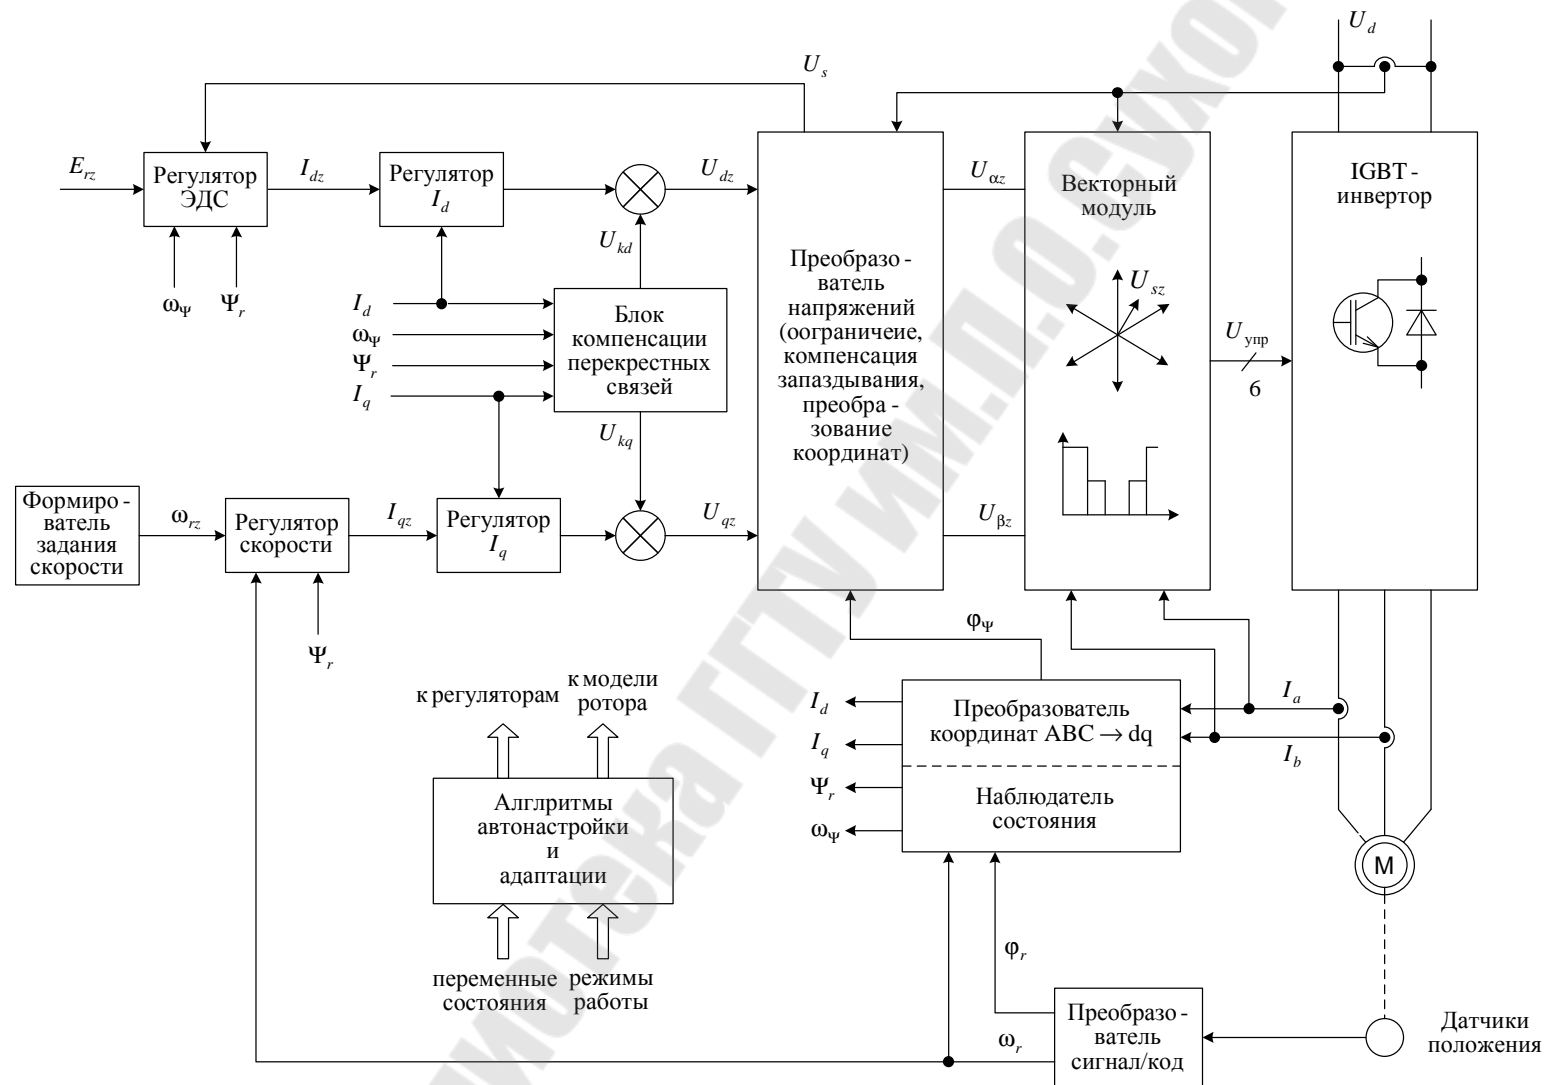 U_d
U_s
E_rz
Регулятор
ЭДС
I_dz
Регулятор
I_d
U_dz
U_αz
Векторный
модуль
IGBT -
инвертор
ω_Ψ
Ψ_r
U_kd
I_d
ω_Ψ
Ψ_r
I_q
Блок
компенсации
перекрестных
связей
U_kq
Преобразо -
ватель
напряжений
(оограничеие,
компенсация
запаздывания,
преобра -
зование
координат)
U_sz
U_упр
6
Формиро -
ватель
задания
скорости
ω_rz
Регулятор
скорости
I_qz
Регулятор
I_q
U_qz
U_βz
Ψ_r
φ_Ψ
к регуляторам
к модели
ротора
I_d
I_q
Ψ_r
ω_Ψ
Преобразователь
координат ABC → dq
Наблюдатель
состояния
I_a
I_b
Алглритмы
автонастройки
и
адаптации
M
переменные
состояния
режимы
работы
φ_r
ω_r
Преобразо -
ватель
сигнал/код
Датчики
положения
иотека ГГТУ им.П.О.Сухо